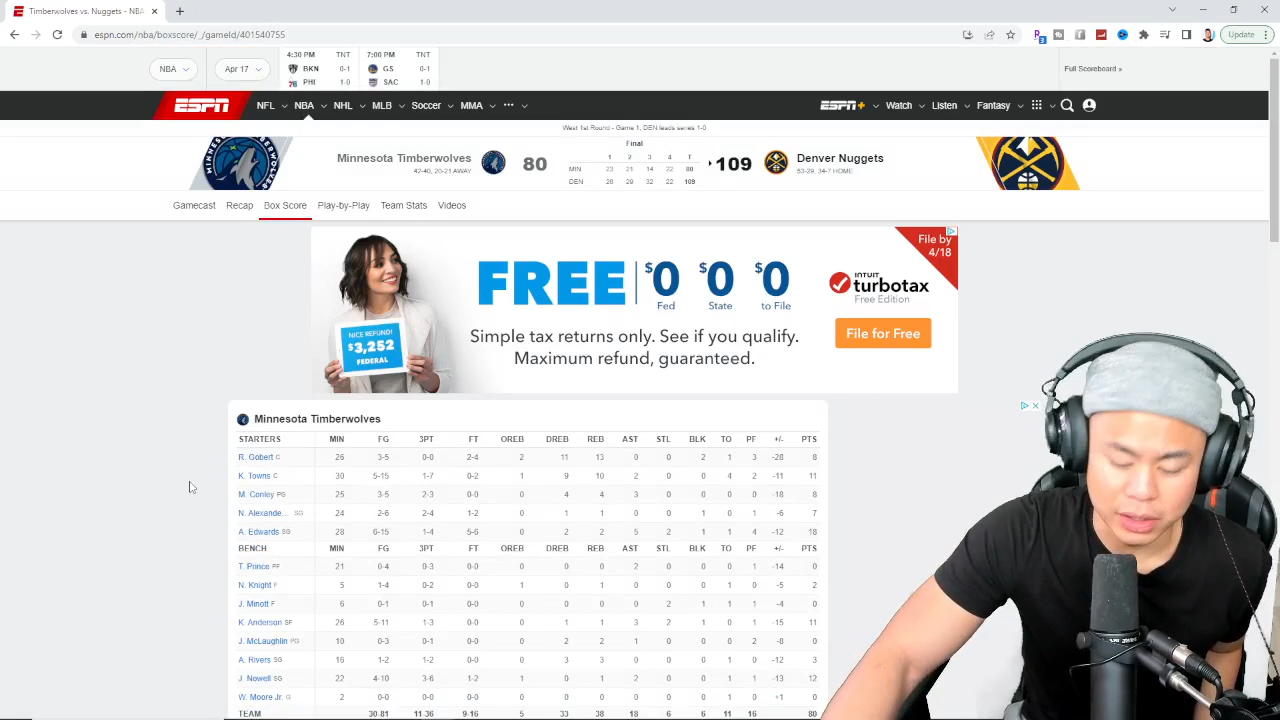 Timberwolves vs. Nuggets - NBA
espn.com/nba/boxscore/_/gameId/401540755
Update
NBA
Apr 17
4:30 PM TNT
BKN 0-1
PHI 1-0
7:00 PM TNT
GS 0-1
SAC 1-0
Full Scoreboard »
ESPN NFL NBA NHL MLB Soccer MMA ••• ESPN+ Watch Listen Fantasy
West 1st Round - Game 1, DEN leads series 1-0
MINNESOTA TIMBERWOLVES
Minnesota Timberwolves
42-40, 20-21 AWAY
80
Final
1 2 3 4 T
MIN 23 21 14 22 80
DEN 26 29 32 22 109
109
Denver Nuggets
53-29, 34-7 HOME
Gamecast Recap Box Score Play-by-Play Team Stats Videos
NICE REFUND!
$3,252
FEDERAL
FREE $0 $0 $0
Fed State to File
Simple tax returns only. See if you qualify.
Maximum refund, guaranteed.
File by
4/18
INTUIT
turbotax
Free Edition
File for Free
Minnesota Timberwolves
STARTERS MIN FG 3PT FT OREB DREB REB AST STL BLK TO PF +/- PTS
R. Gobert C 26 3-5 0-0 2-4 2 11 13 0 0 2 1 3 -28 8
K. Towns C 30 5-15 1-7 0-2 1 9 10 2 0 0 4 2 -11 11
M. Conley PG 25 3-5 2-3 0-0 0 4 4 3 0 0 0 0 -18 8
N. Alexande... SG 24 2-6 2-4 1-2 0 1 1 0 0 1 0 1 -6 7
A. Edwards SG 28 6-15 1-4 5-6 0 2 2 5 2 1 1 4 -12 18
BENCH MIN FG 3PT FT OREB DREB REB AST STL BLK TO PF +/- PTS
T. Prince PF 21 0-4 0-3 0-0 0 0 0 2 0 0 1 1 -14 0
N. Knight F 5 1-4 0-2 0-0 1 0 1 0 0 0 1 0 -5 2
J. Minott F 6 0-1 0-1 0-0 0 0 0 0 2 1 1 1 -4 0
K. Anderson SF 26 5-11 1-3 0-0 0 1 1 3 2 1 0 1 -15 11
J. McLaughlin PG 10 0-3 0-1 0-0 0 2 2 1 0 0 0 2 -8 0
A. Rivers SG 16 1-2 1-2 0-0 0 3 3 0 0 0 1 0 -12 3
J. Nowell SG 22 4-10 3-6 1-2 1 0 1 2 0 0 1 1 -13 12
W. Moore Jr. G 2 0-0 0-0 0-0 0 0 0 0 0 0 1 0 +1 0
TEAM 30-81 11-36 9-16 5 33 38 18 6 6 11 16 80